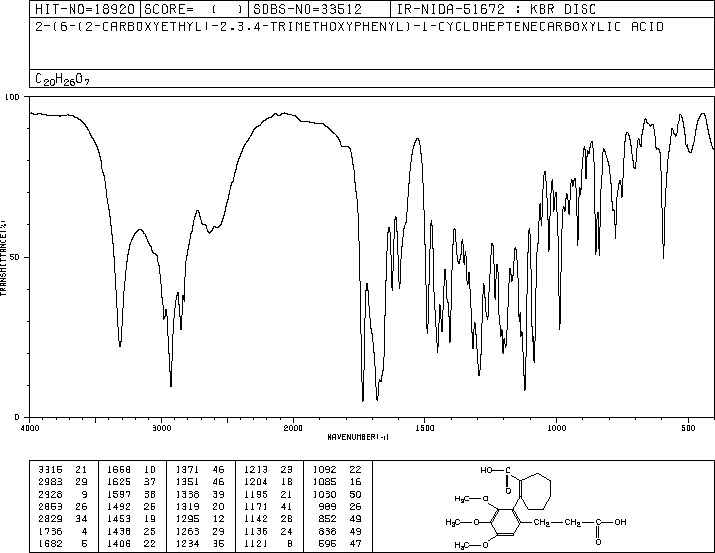 HIT-NO=18920 SCORE= ( ) SDBS-NO=33512 IR-NIDA-51672 : KBR DISC
2-(6-(2-CARBOXYETHYL)-2,3,4-TRIMETHOXYPHENYL)-1-CYCLOHEPTENECARBOXYLIC ACID
C20H26O7
100
50
0
TRANSMITTANCE(%)
4000 3000 2000 1500 1000 500
WAVENUMBER(-1)
3315 21 1668 10 1371 46 1213 23 1092 22
2983 29 1625 37 1351 46 1204 18 1085 16
2928 9 1597 38 1338 39 1195 21 1030 50
2853 26 1492 25 1319 20 1171 41 989 26
2829 34 1453 19 1295 12 1142 28 852 49
1736 4 1438 25 1263 29 1136 24 838 49
1682 5 1406 22 1234 35 1121 8 595 47
HO-C
O
H3C-O
H3C-O
H3C-O
CH2-CH2-C-OH
O